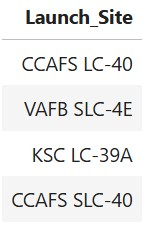 Launch_Site
CCAFS LC-40
VAFB SLC-4E
KSC LC-39A
CCAFS SLC-40